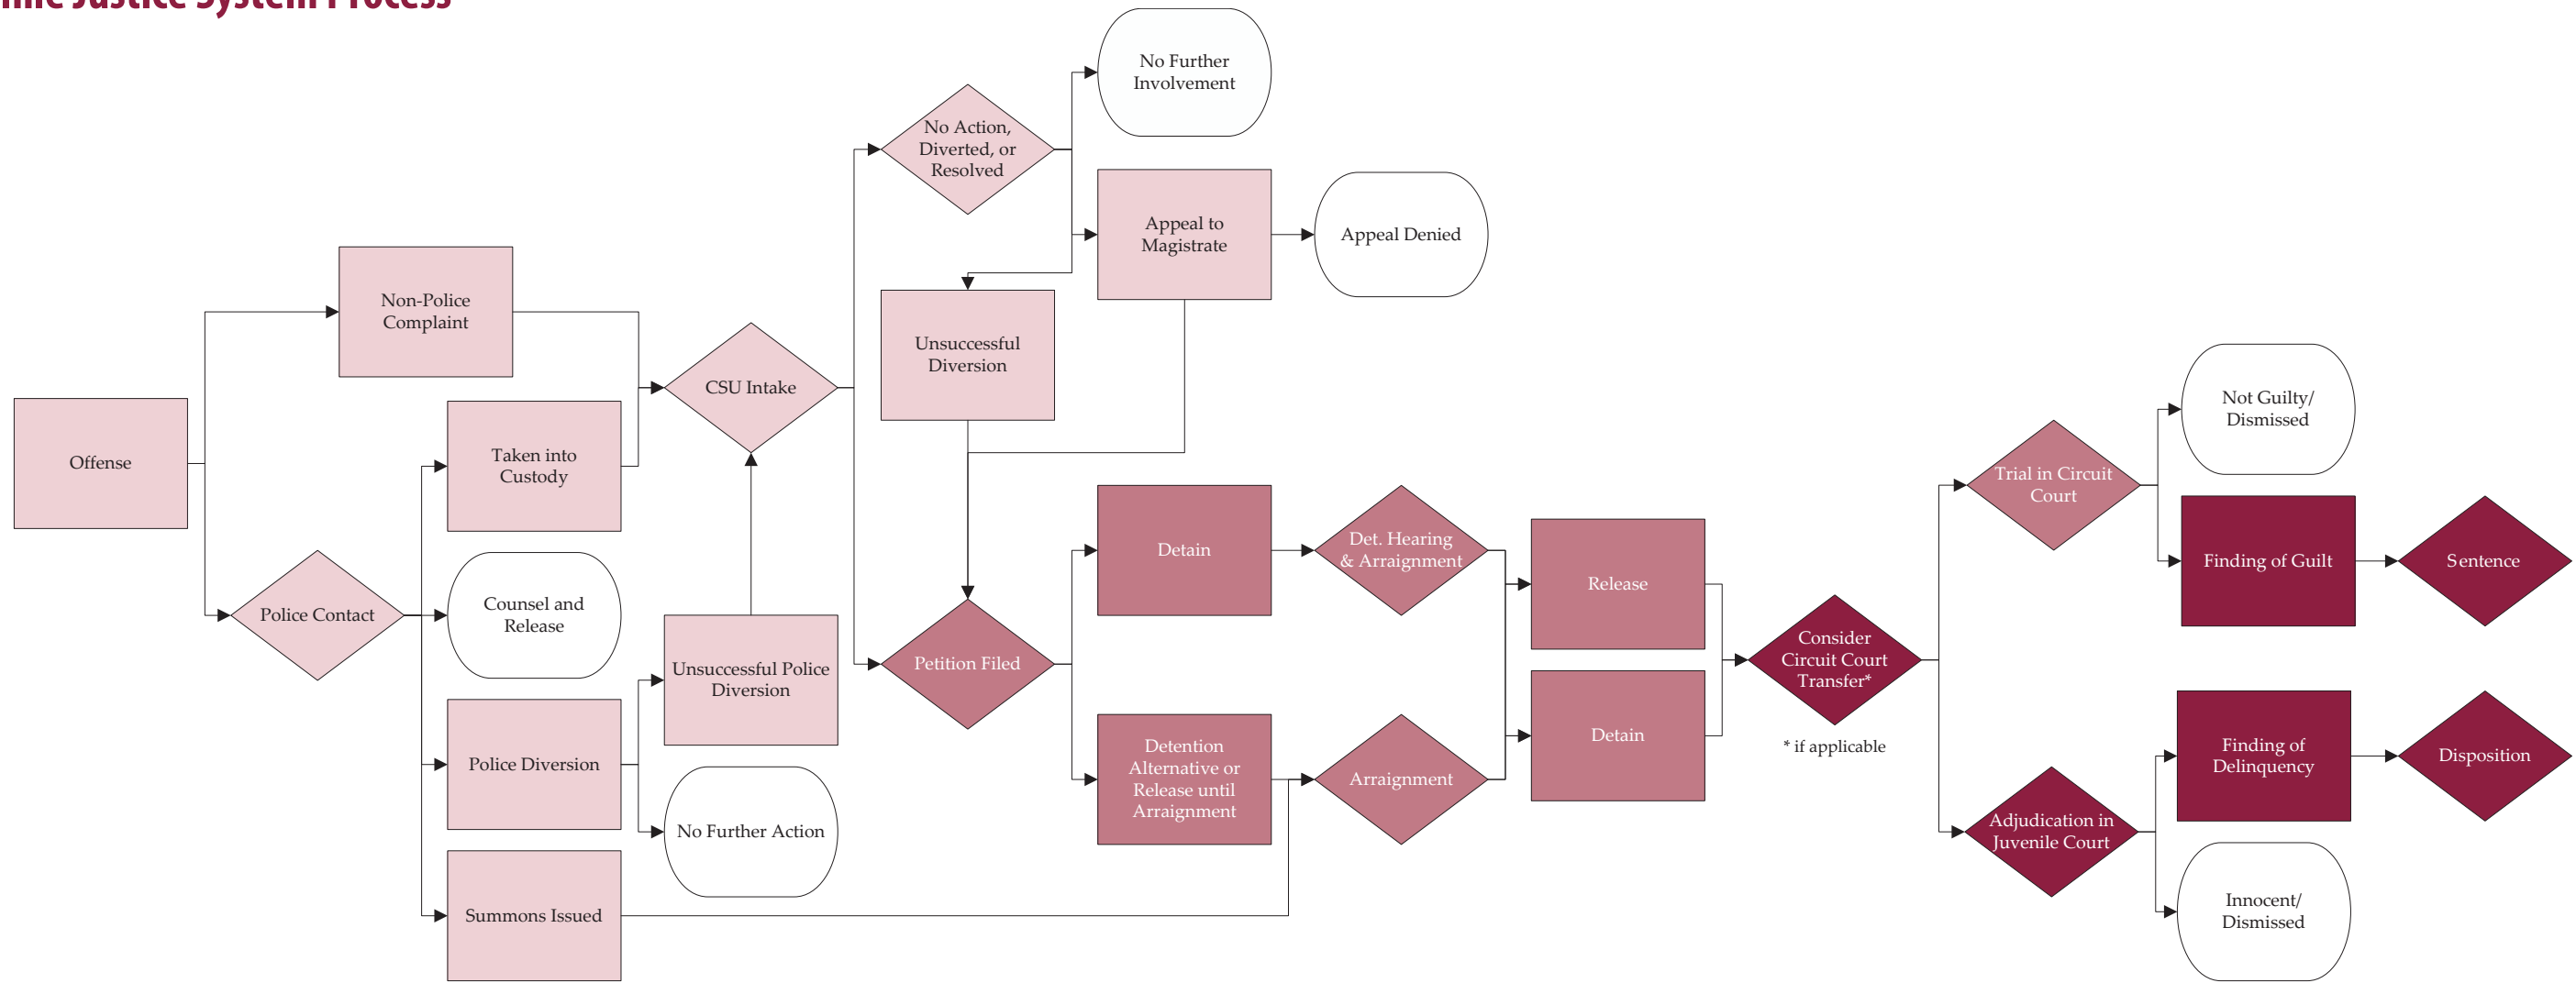 Justice System Process
No Further
Involvement
No Action,
Diverted, or
Resolved
Appeal to
Magistrate
Appeal Denied
Non-Police
Complaint
Unsuccessful
Diversion
CSU Intake
Offense
Taken into
Custody
Police Contact
Counsel and
Release
Unsuccessful Police
Diversion
Police Diversion
No Further Action
Summons Issued
Petition Filed
Detain
Det. Hearing
& Arraignment
Detention
Alternative or
Release until
Arraignment
Arraignment
Release
Detain
Consider
Circuit Court
Transfer*
* if applicable
Trial in Circuit
Court
Not Guilty/
Dismissed
Finding of Guilt
Sentence
Adjudication in
Juvenile Court
Finding of
Delinquency
Disposition
Innocent/
Dismissed